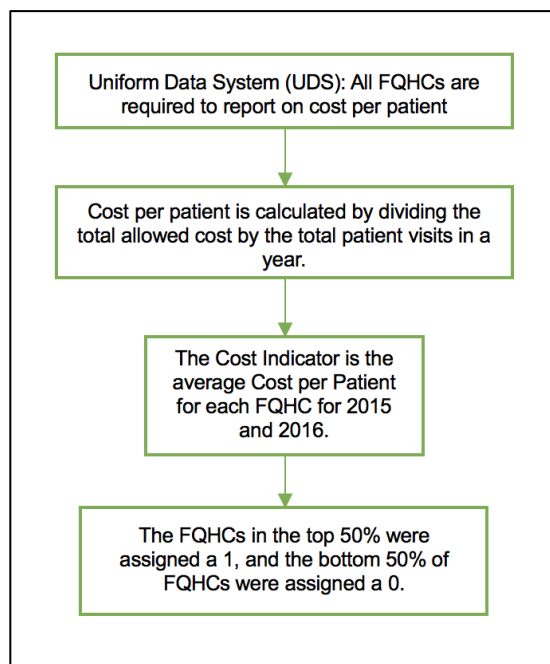 Uniform Data System (UDS): All FQHCs are
required to report on cost per patient
Cost per patient is calculated by dividing the
total allowed cost by the total patient visits in a
year.
The Cost Indicator is the
average Cost per Patient
for each FQHC for 2015
and 2016.
The FQHCs in the top 50% were
assigned a 1, and the bottom 50% of
FQHCs were assigned a 0.